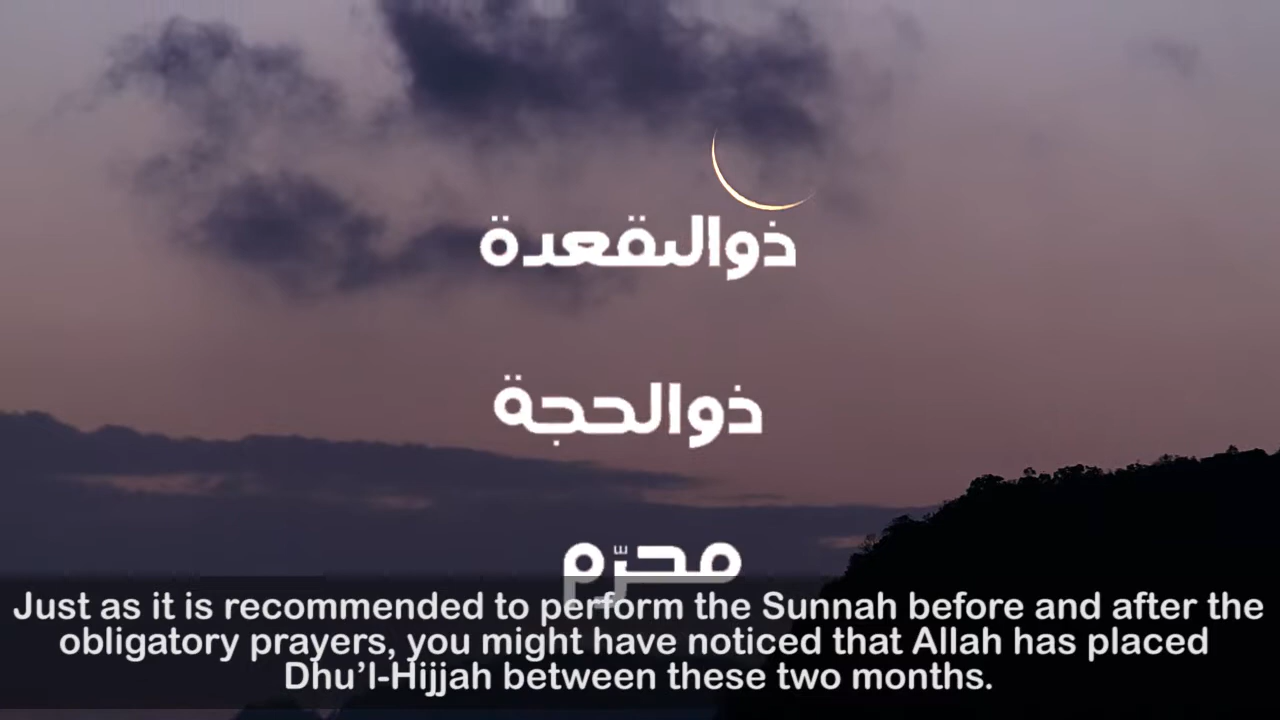 ذوالقعدة
ذوالحجة
محرّم
Just as it is recommended to perform the Sunnah before and after the
obligatory prayers, you might have noticed that Allah has placed
Dhu’l-Hijjah between these two months.